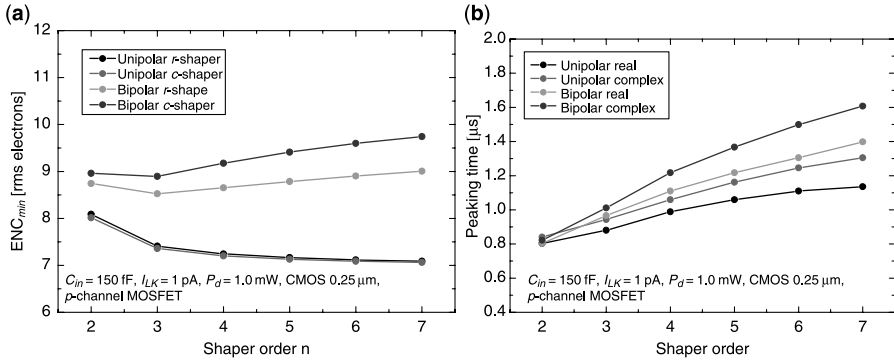 (a)
12
11
10
9
8
7
6
ENCmin [rms electrons]
Unipolar r-shaper
Unipolar c-shaper
Bipolar r-shape
Bipolar c-shaper
Cin = 150 fF, ILK = 1 pA, Pd = 1.0 mW, CMOS 0.25 μm,
p-channel MOSFET
2 3 4 5 6 7
Shaper order n
(b)
2.0
1.8
1.6
1.4
1.2
1.0
0.8
0.6
0.4
Peaking time [μs]
Unipolar real
Unipolar complex
Bipolar real
Bipolar complex
Cin = 150 fF, ILK = 1 pA, Pd = 1.0 mW, CMOS 0.25 μm,
p-channel MOSFET
2 3 4 5 6 7
Shaper order